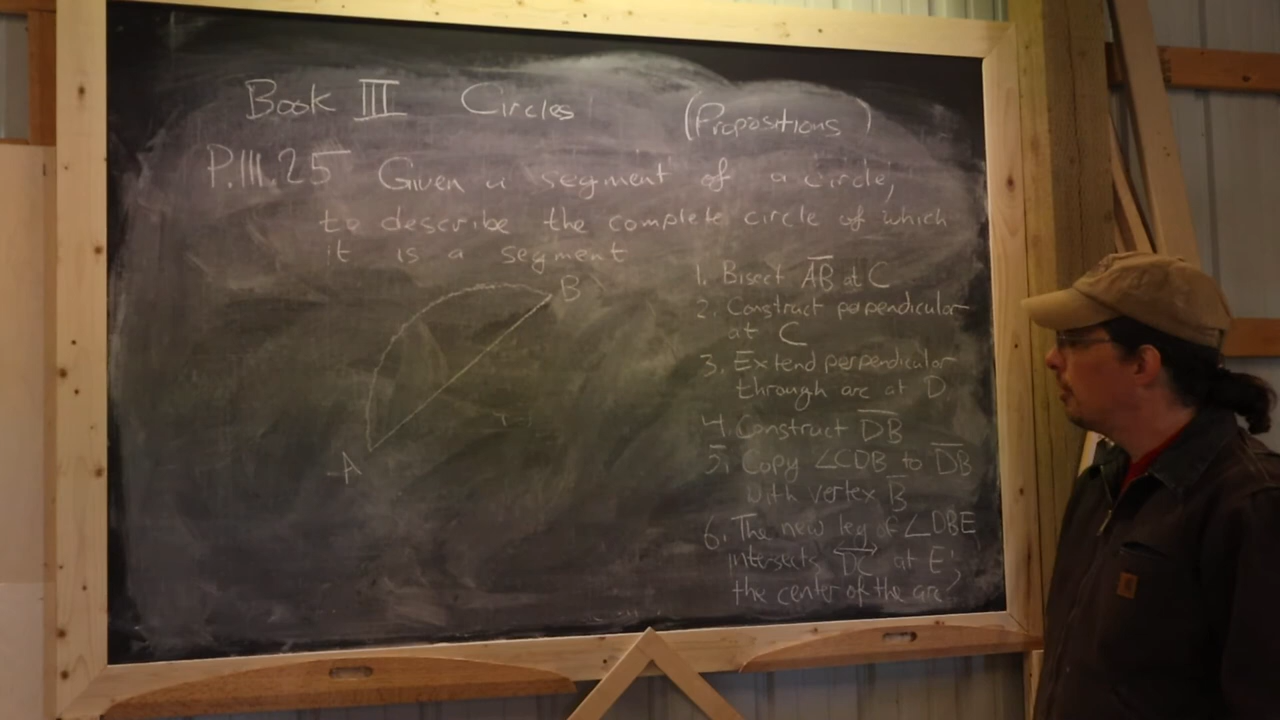 Book III Circles (Propositions)
P.III.25 Given a segment of a circle,
to describe the complete circle of which
it is a segment
B
A
1. Bisect AB at C
2. Construct perpendicular
at C
3. Extend perpendicular
through arc at D
4. Construct DB
5. Copy ∠CDB to DB
with vertex B
6. The new leg of ∠DBE
intersects DC at E,
the center of the arc?